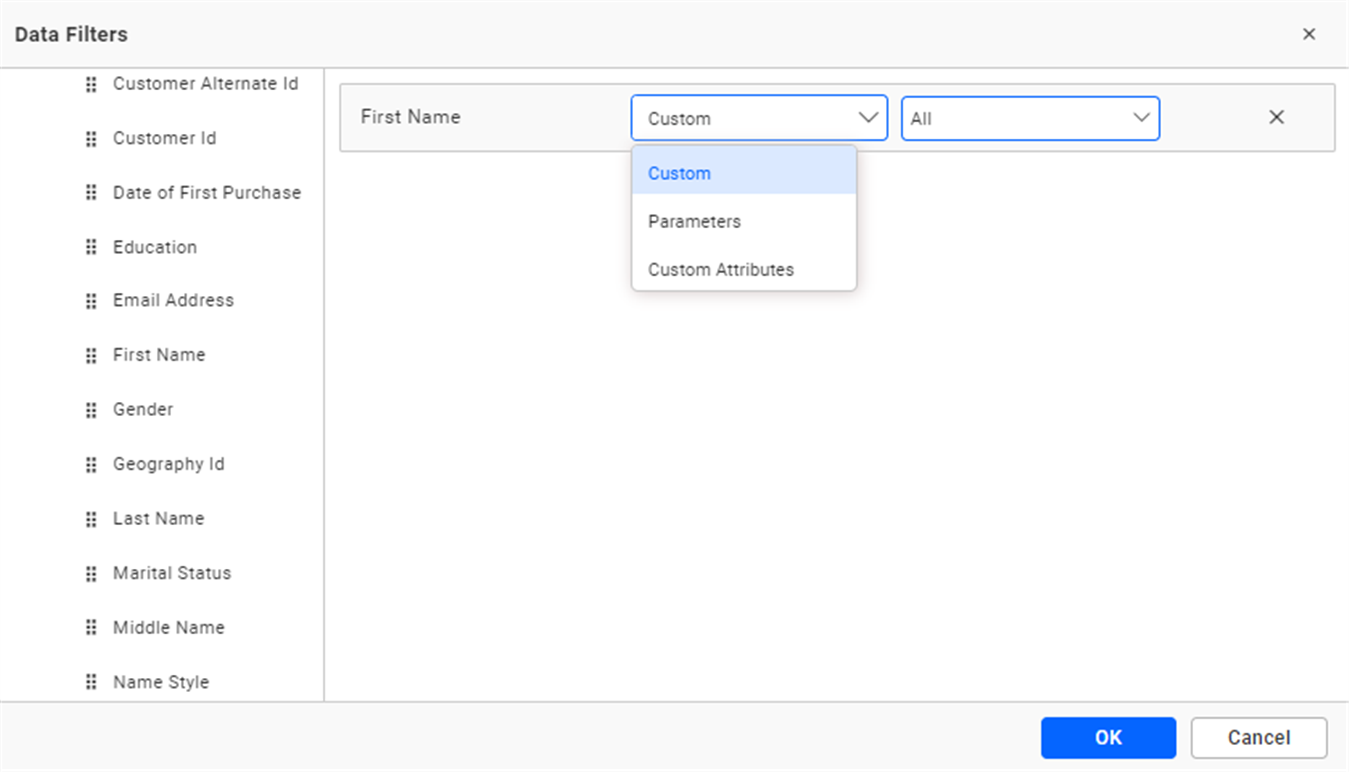 Data Filters
Customer Alternate Id
Customer Id
Date of First Purchase
Education
Email Address
First Name
Gender
Geography Id
Last Name
Marital Status
Middle Name
Name Style
First Name Custom All
Custom
Parameters
Custom Attributes
OK Cancel